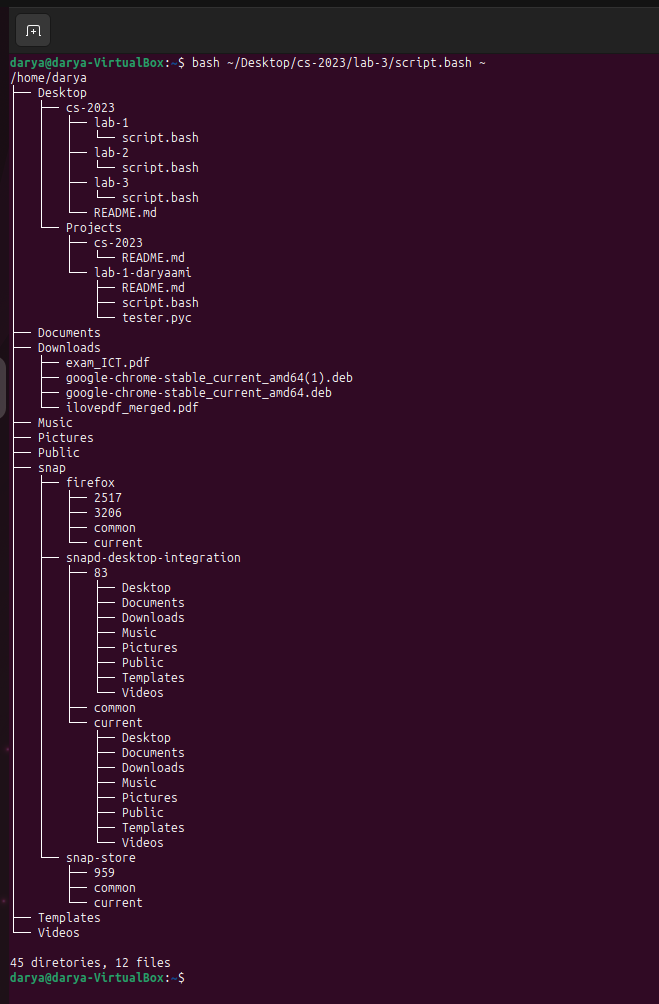 darya@darya-VirtualBox:~$ bash ~/Desktop/cs-2023/lab-3/script.bash ~
/home/darya
├── Desktop
│   ├── cs-2023
│   │   ├── lab-1
│   │   │   └── script.bash
│   │   ├── lab-2
│   │   │   └── script.bash
│   │   ├── lab-3
│   │   │   └── script.bash
│   │   └── README.md
│   └── Projects
│       ├── cs-2023
│       │   └── README.md
│       └── lab-1-daryaami
│           ├── README.md
│           ├── script.bash
│           └── tester.pyc
├── Documents
├── Downloads
│   ├── exam_ICT.pdf
│   ├── google-chrome-stable_current_amd64(1).deb
│   ├── google-chrome-stable_current_amd64.deb
│   └── ilovepdf_merged.pdf
├── Music
├── Pictures
├── Public
├── snap
│   ├── firefox
│   │   ├── 2517
│   │   ├── 3206
│   │   ├── common
│   │   └── current
│   ├── snapd-desktop-integration
│   │   ├── 83
│   │   │   ├── Desktop
│   │   │   ├── Documents
│   │   │   ├── Downloads
│   │   │   ├── Music
│   │   │   ├── Pictures
│   │   │   ├── Public
│   │   │   ├── Templates
│   │   │   └── Videos
│   │   ├── common
│   │   └── current
│   │       ├── Desktop
│   │       ├── Documents
│   │       ├── Downloads
│   │       ├── Music
│   │       ├── Pictures
│   │       ├── Public
│   │       ├── Templates
│   │       └── Videos
│   └── snap-store
│       ├── 959
│       ├── common
│       └── current
├── Templates
└── Videos

45 diretories, 12 files
darya@darya-VirtualBox:~$